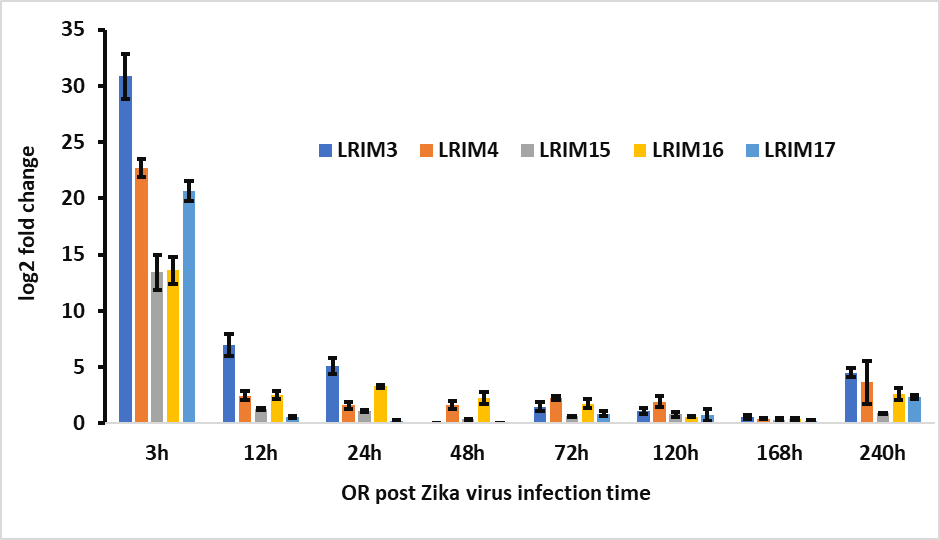 35
30
25
20
15
10
5
0
log2 fold change
LRIM3 LRIM4 LRIM15 LRIM16 LRIM17
3h 12h 24h 48h 72h 120h 168h 240h
OR post Zika virus infection time